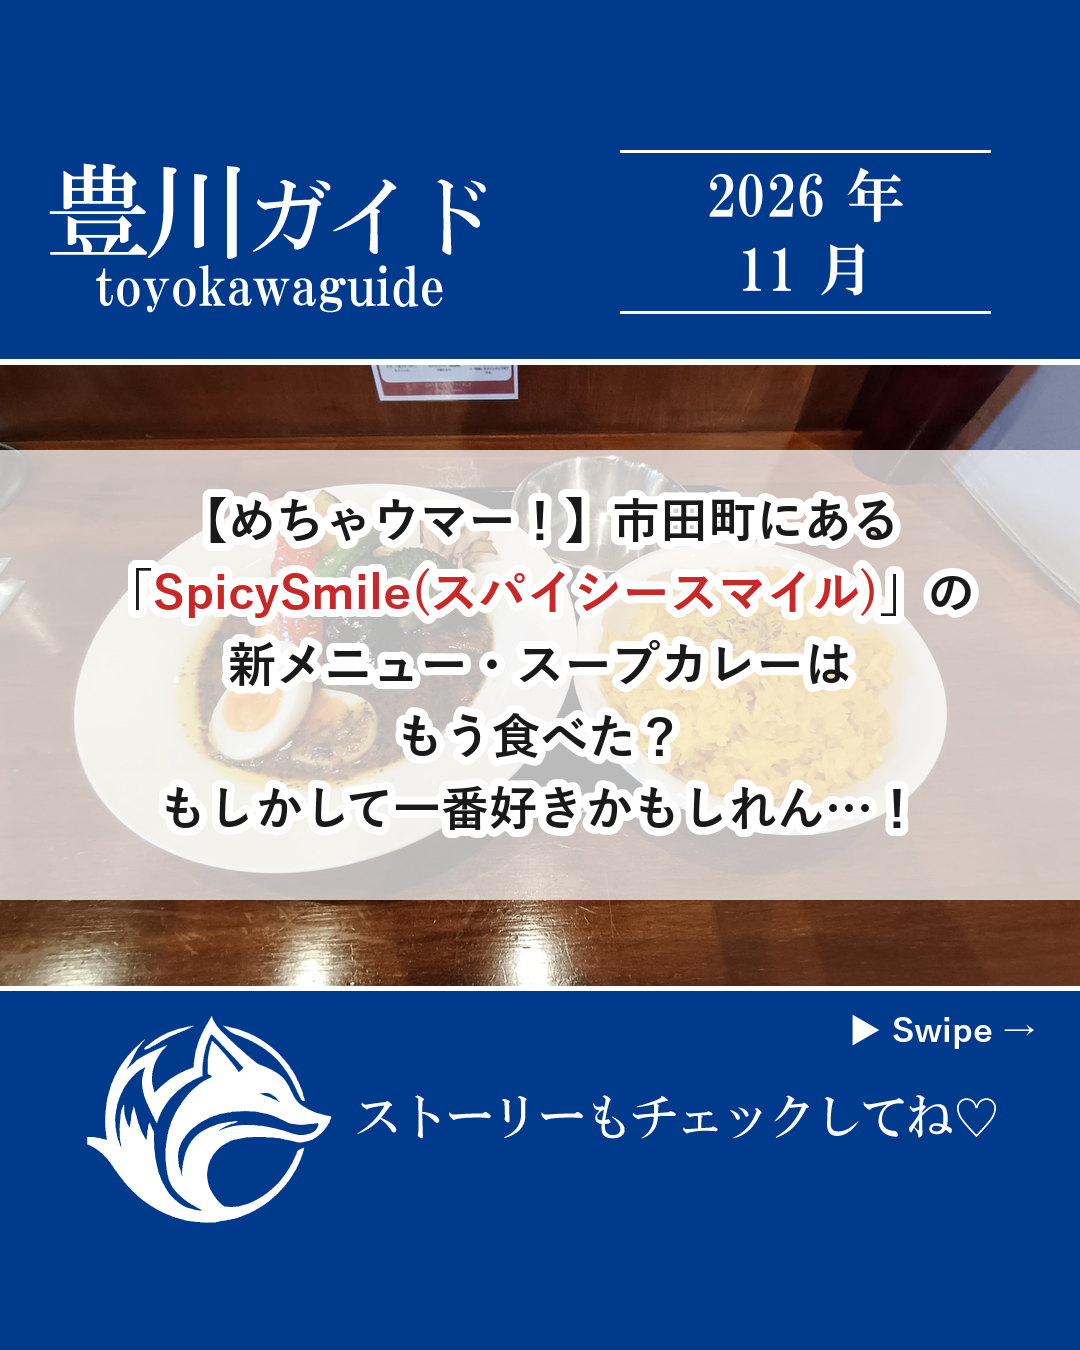 豊川ガイド
toyokawaguide
2026 年
11 月
【めちゃウマー！】市田町にある
「SpicySmile(スパイシースマイル)」の
新メニュー・スープカレーは
もう食べた？
もしかして一番好きかもしれん…！
▶ Swipe →
ストーリーもチェックしてね♡